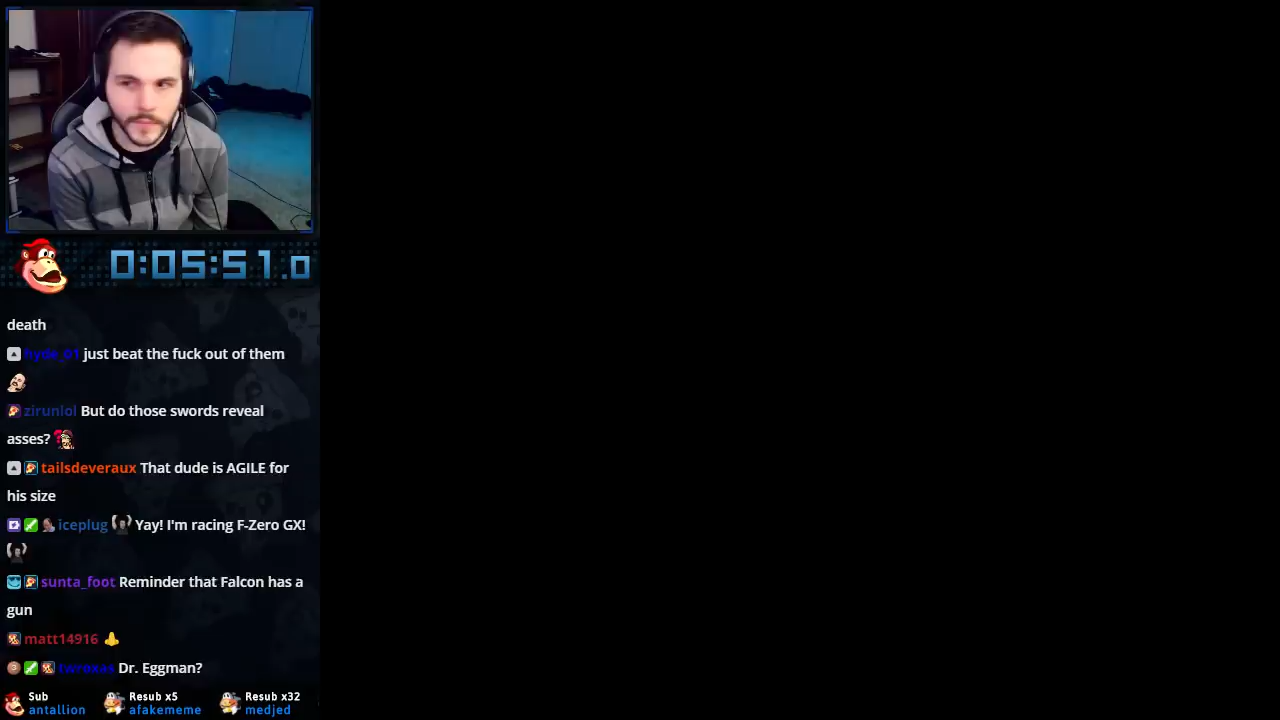 0:05:51.0
death
hyde_01 just beat the fuck out of them
zirunlol But do those swords reveal
asses?
tailsdeveraux That dude is AGILE for
his size
iceplug Yay! I'm racing F-Zero GX!
sunta_foot Reminder that Falcon has a
gun
matt14916
twroxas Dr. Eggman?
Sub Resub x5 Resub x32
antallion afakememe medjed